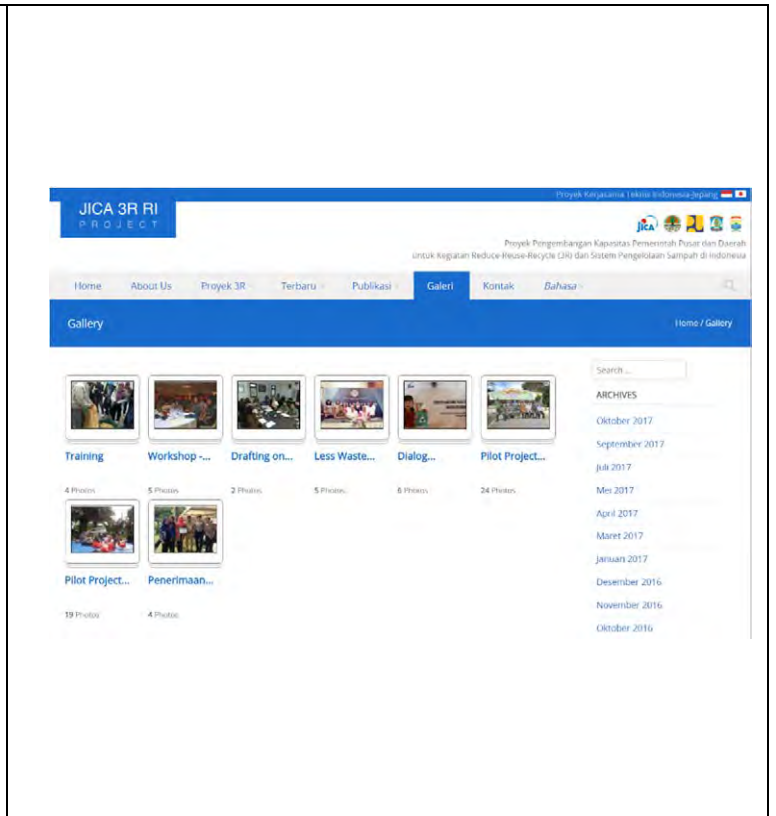 Proyek Kerjasama Teknis Indonesia-Jepang
JICA 3R RI
PROJECT
jica
Proyek Pengembangan Kapasitas Pemerintah Pusat dan Daerah
untuk Kegiatan Reduce-Reuse-Recycle (3R) dan Sistem Pengelolaan Sampah di Indonesia
Home About Us Proyek 3R Terbaru Publikasi Galeri Kontak Bahasa
Gallery
Home / Gallery
Search ...
ARCHIVES
Oktober 2017
September 2017
Juli 2017
Mei 2017
April 2017
Maret 2017
Januari 2017
Desember 2016
November 2016
Oktober 2016
Training Workshop -... Drafting on... Less Waste... Dialog... Pilot Project...
4 Photos 5 Photos 2 Photos 5 Photos 6 Photos 24 Photos
Pilot Project... Penerimaan...
19 Photos 4 Photos